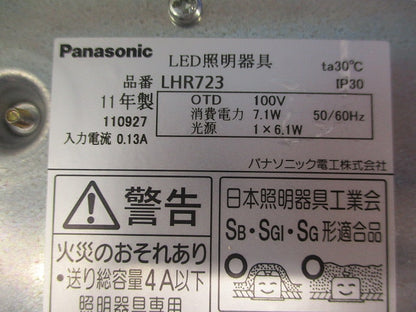 Panasonic LED照明器具 ta30℃
品番 LHR723 IP30
11年製 OTD 100V
110927 消費電力 7.1W 50/60Hz
入力電流 0.13A 光源 1×6.1W
パナソニック電工株式会社
警告
火災のおそれあり
・送り総容量4A以下
照明器具専用
日本照明器具工業会
SB・SGI・SG形適合品